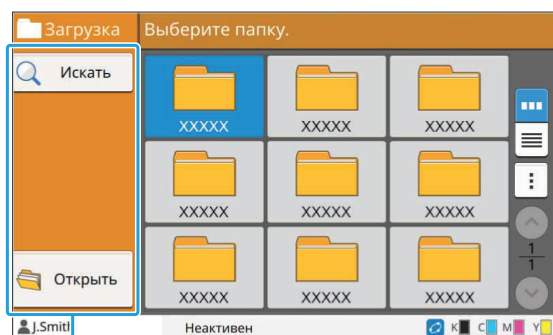 Загрузка
Выберите папку.
Искать
XXXXX XXXXX XXXXX
XXXXX XXXXX XXXXX
XXXXX XXXXX XXXXX
1
1
Открыть
J.Smitl
Неактивен
K C M Y